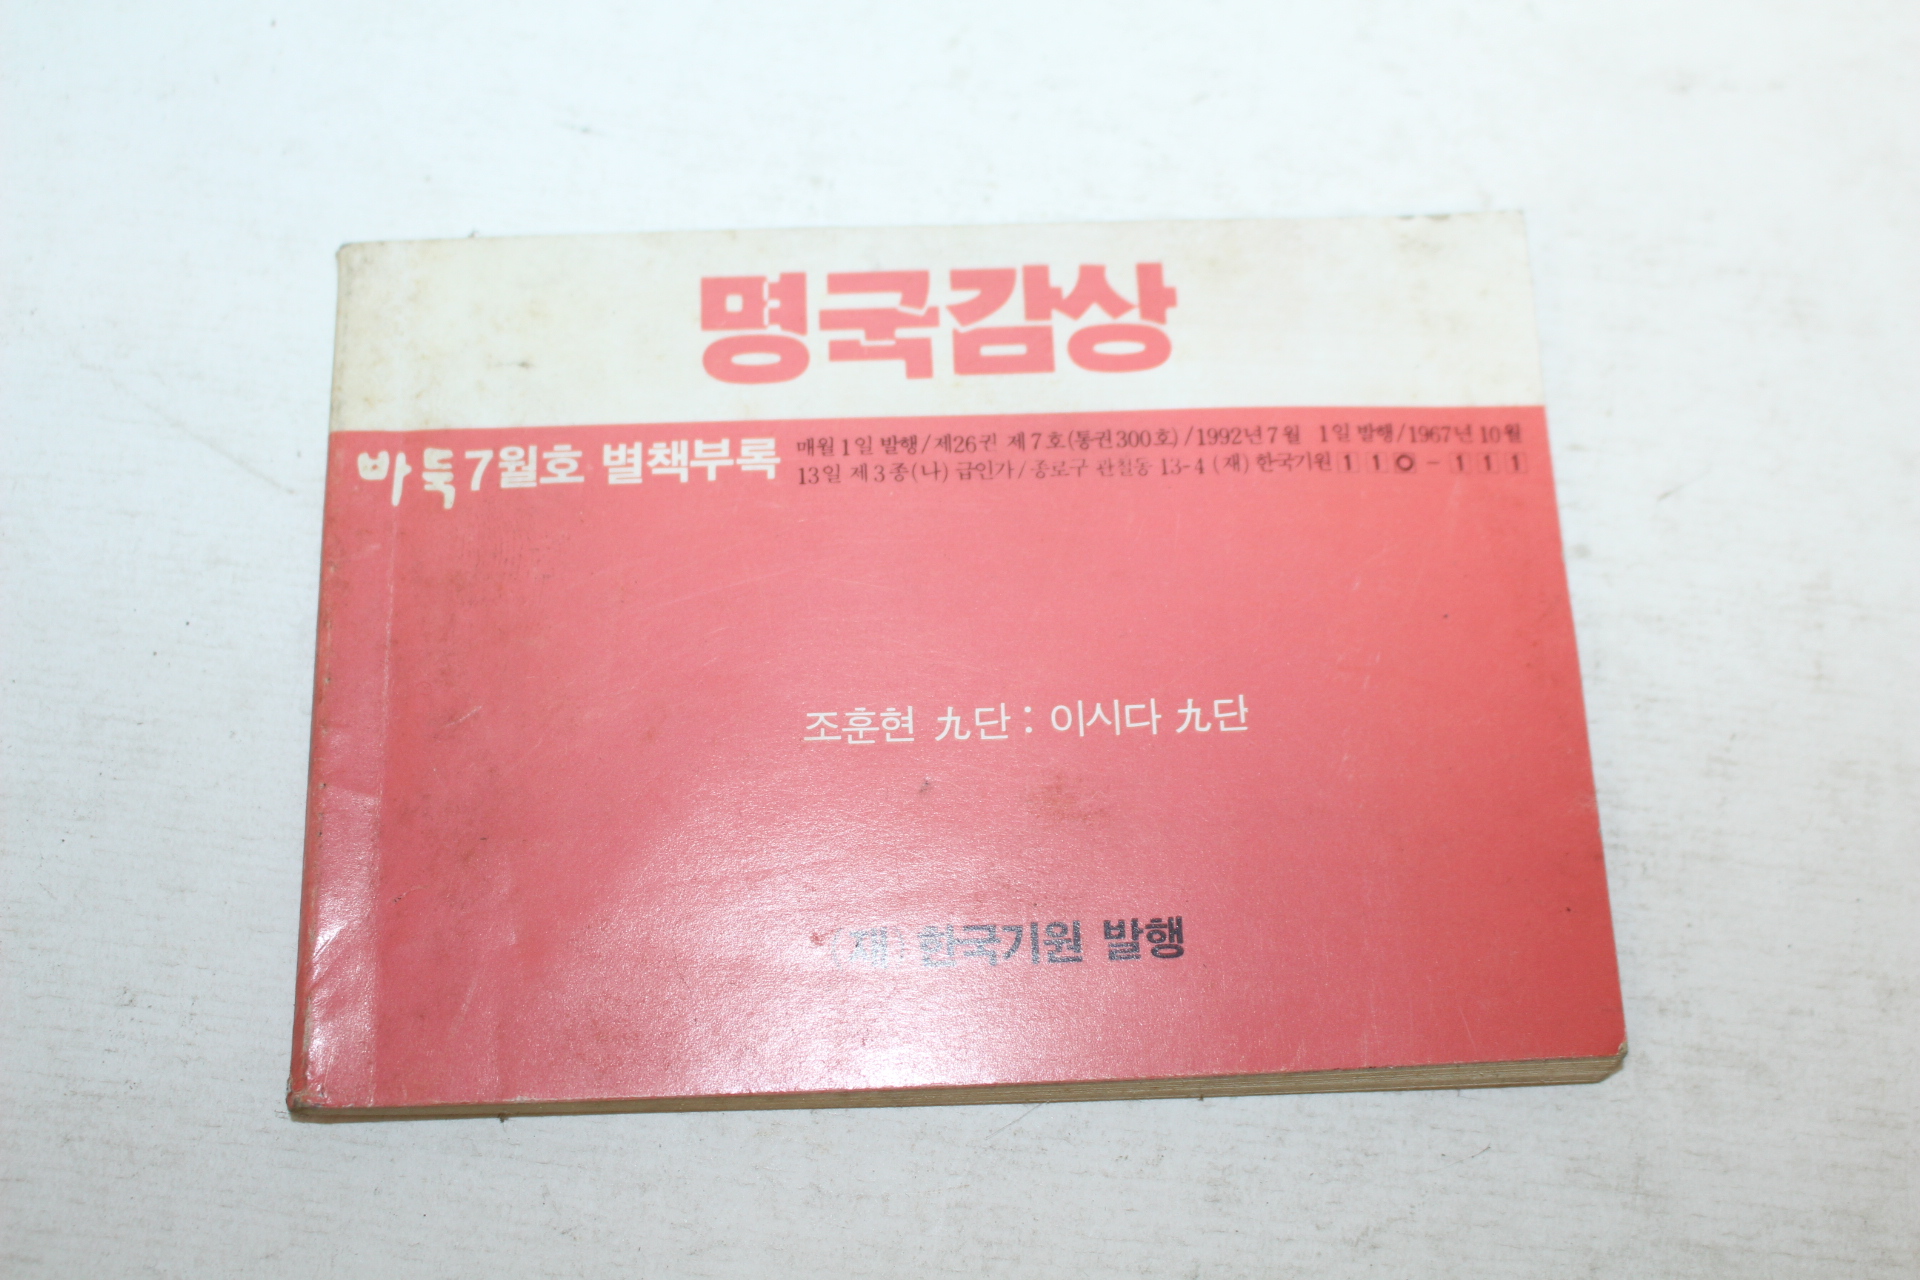 명국감상
바둑 7월호 별책부록
매월 1일 발행/제26권 제7호(통권300호)/1992년 7월 1일 발행/1967년 10월
13일 제3종(나) 급인가/종로구 관철동 13-4 (재) 한국기원 110-111
조훈현 九단 : 이시다 九단
(재) 한국기원 발행